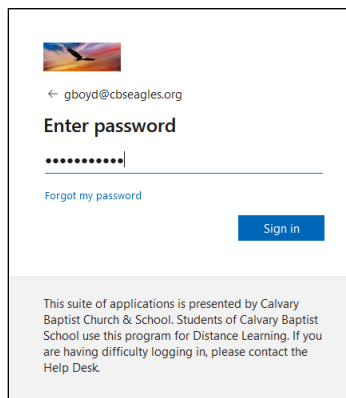 ← gboyd@cbseagles.org
Enter password
•••••••••••
Forgot my password
Sign in
This suite of applications is presented by Calvary
Baptist Church & School. Students of Calvary Baptist
School use this program for Distance Learning. If you
are having difficulty logging in, please contact the
Help Desk.